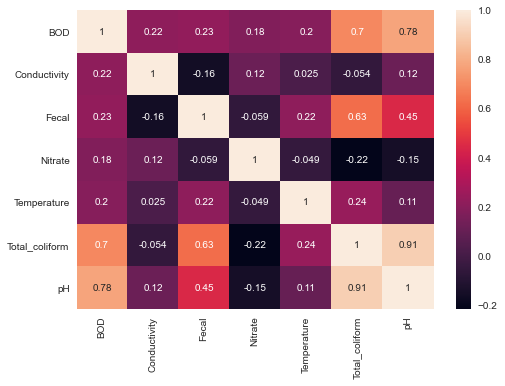 BOD 1 0.22 0.23 0.18 0.2 0.7 0.78
Conductivity 0.22 1 -0.16 0.12 0.025 -0.054 0.12
Fecal 0.23 -0.16 1 -0.059 0.22 0.63 0.45
Nitrate 0.18 0.12 -0.059 1 -0.049 -0.22 -0.15
Temperature 0.2 0.025 0.22 -0.049 1 0.24 0.11
Total_coliform 0.7 -0.054 0.63 -0.22 0.24 1 0.91
pH 0.78 0.12 0.45 -0.15 0.11 0.91 1
BOD
Conductivity
Fecal
Nitrate
Temperature
Total_coliform
pH
1.0
0.8
0.6
0.4
0.2
0.0
−0.2